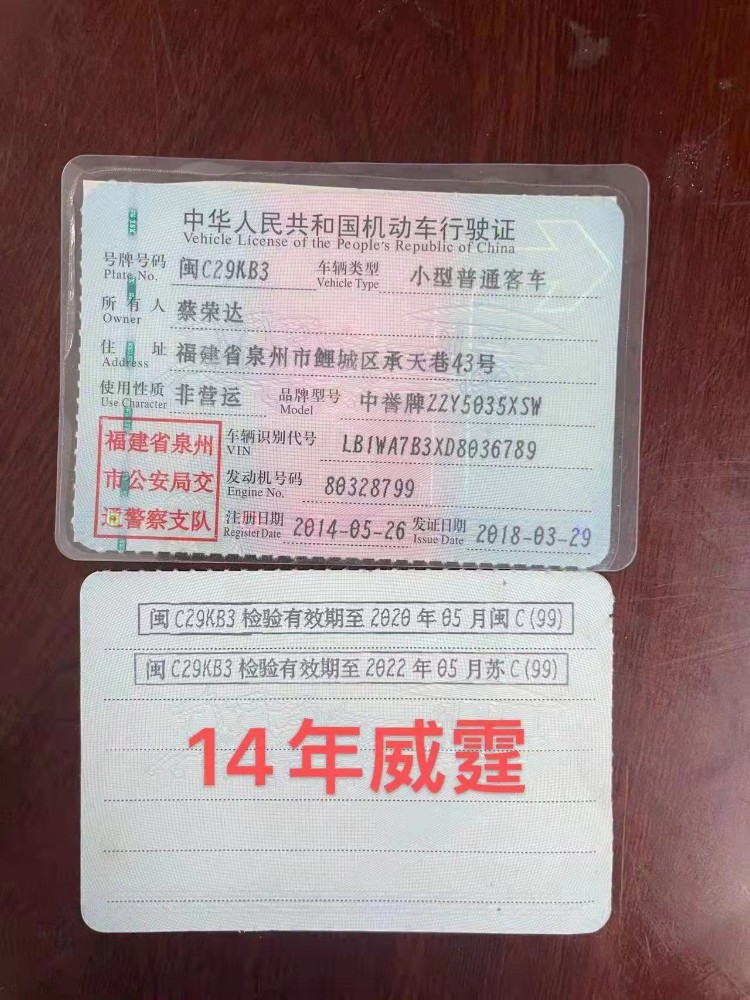 中华人民共和国机动车行驶证
Vehicle License of the People's Republic of China
号牌号码 闽C29KB3 车辆类型 小型普通客车
Plate No. Vehicle Type
所有人 蔡荣达
Owner
住址 福建省泉州市鲤城区承天巷43号
Address
使用性质 非营运 品牌型号 中誉牌ZZY5035XSW
Use Character Model
福建省泉州
市公安局交
通警察支队
车辆识别代号 LB1WA7B3XD8036789
VIN
发动机号码 80328799
Engine No.
注册日期 2014-05-26 发证日期 2018-03-29
Register Date Issue Date
闽C29KB3检验有效期至2020年05月闽C(99)
闽C29KB3检验有效期至2022年05月苏C(99)
14年威霆